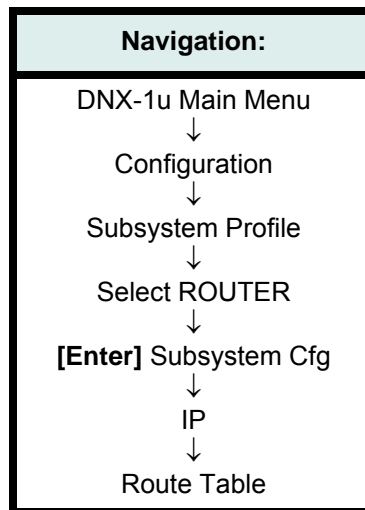 Navigation:
DNX-1u Main Menu
↓
Configuration
↓
Subsystem Profile
↓
Select ROUTER
↓
[Enter] Subsystem Cfg
↓
IP
↓
Route Table